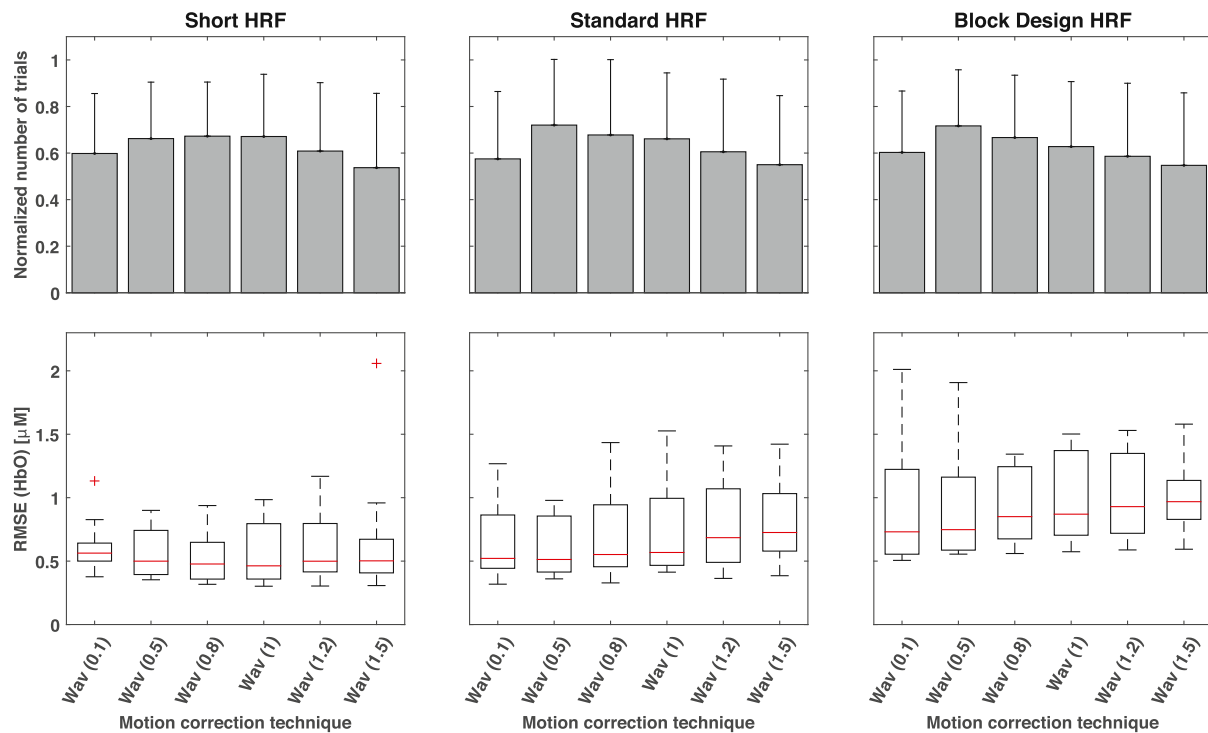 Short HRF
Standard HRF
Block Design HRF
Normalized number of trials
1
0.8
0.6
0.4
0.2
0
RMSE (HbO) [μM]
2
1.5
1
0.5
0
Wav (0.1)
Wav (0.5)
Wav (0.8)
Wav (1)
Wav (1.2)
Wav (1.5)
Wav (0.1)
Wav (0.5)
Wav (0.8)
Wav (1)
Wav (1.2)
Wav (1.5)
Wav (0.1)
Wav (0.5)
Wav (0.8)
Wav (1)
Wav (1.2)
Wav (1.5)
Motion correction technique
Motion correction technique
Motion correction technique